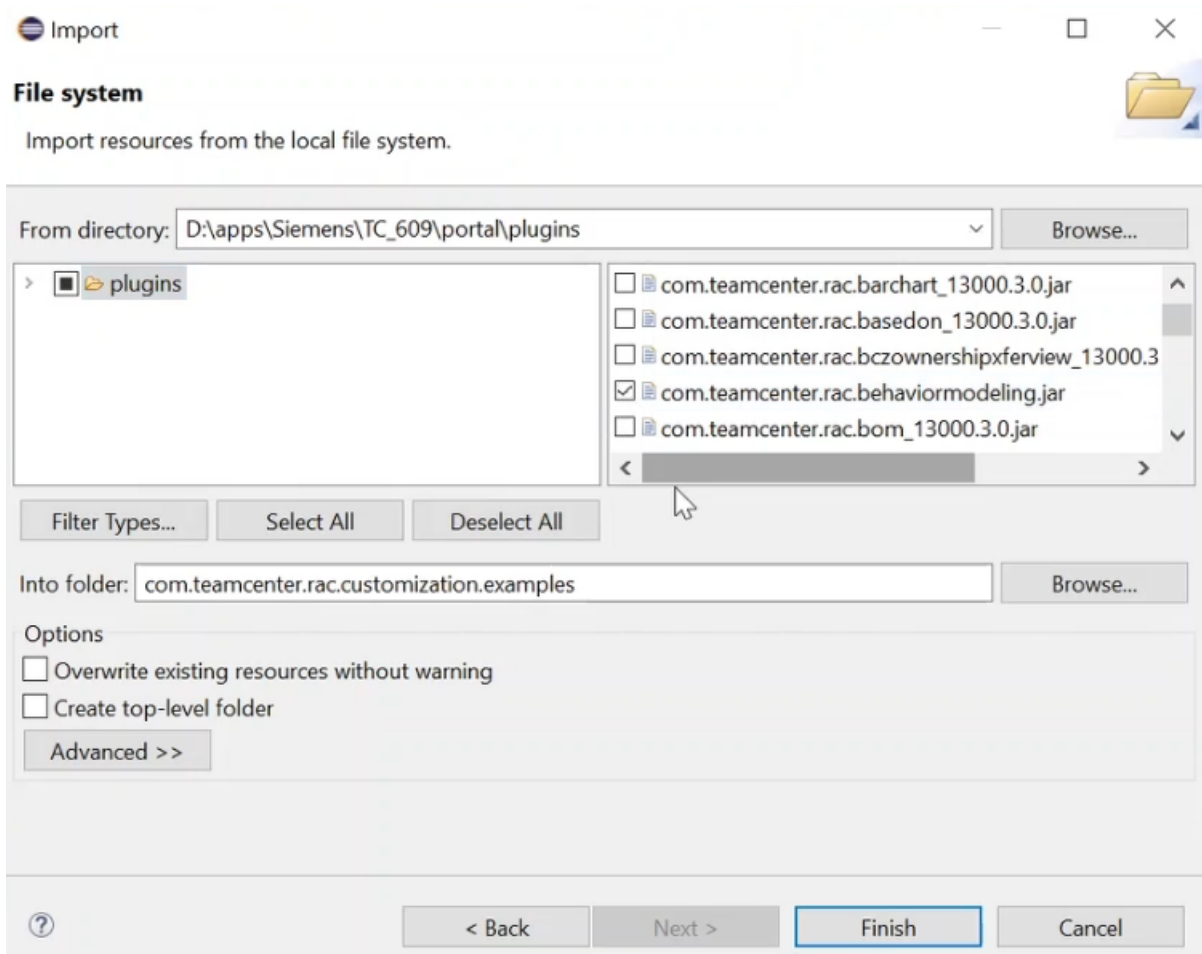 Import
File system
Import resources from the local file system.
From directory: D:\apps\Siemens\TC_609\portal\plugins Browse...
plugins
com.teamcenter.rac.barchart_13000.3.0.jar
com.teamcenter.rac.basedon_13000.3.0.jar
com.teamcenter.rac.bczownershipxferview_13000.3
com.teamcenter.rac.behaviormodeling.jar
com.teamcenter.rac.bom_13000.3.0.jar
Filter Types... Select All Deselect All
Into folder: com.teamcenter.rac.customization.examples Browse...
Options
Overwrite existing resources without warning
Create top-level folder
Advanced >>
< Back Next > Finish Cancel